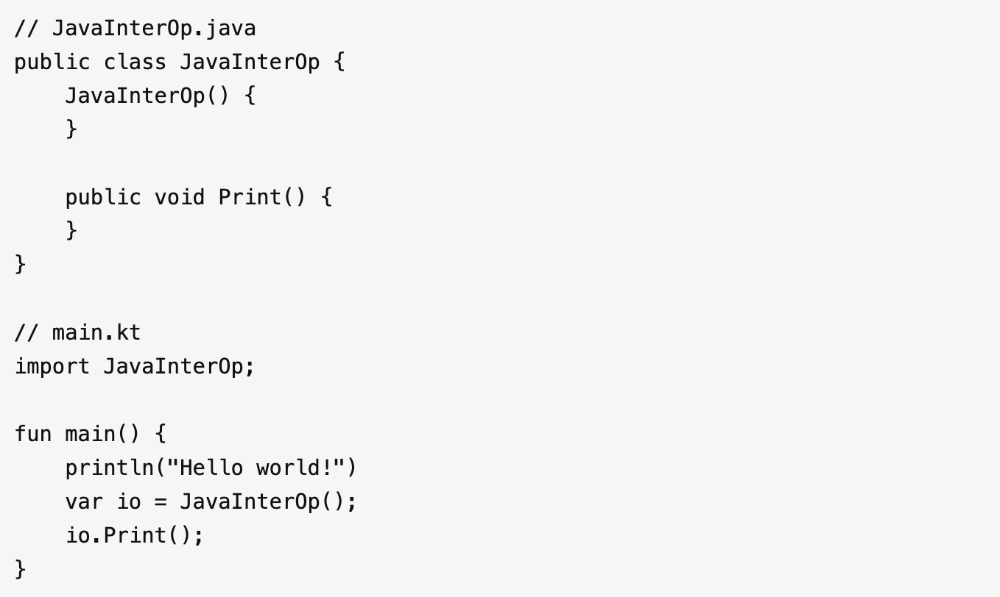 // JavaInterOp.java
public class JavaInterOp {
    JavaInterOp() {
    }

    public void Print() {
    }
}

// main.kt
import JavaInterOp;

fun main() {
    println("Hello world!")
    var io = JavaInterOp();
    io.Print();
}